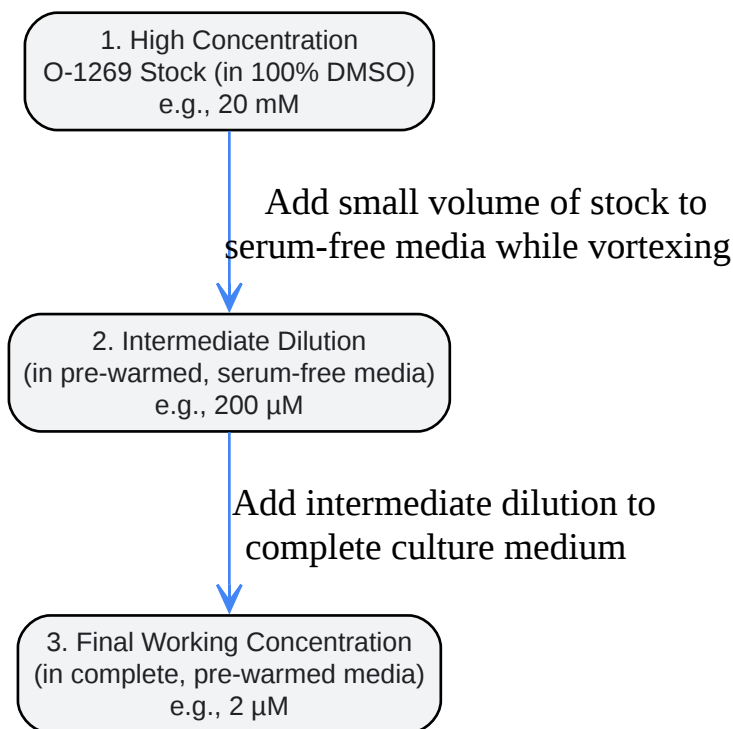 1. High Concentration
O-1269 Stock (in 100% DMSO)
e.g., 20 mM
Add small volume of stock to
serum-free media while vortexing
2. Intermediate Dilution
(in pre-warmed, serum-free media)
e.g., 200 µM
Add intermediate dilution to
complete culture medium
3. Final Working Concentration
(in complete, pre-warmed media)
e.g., 2 µM